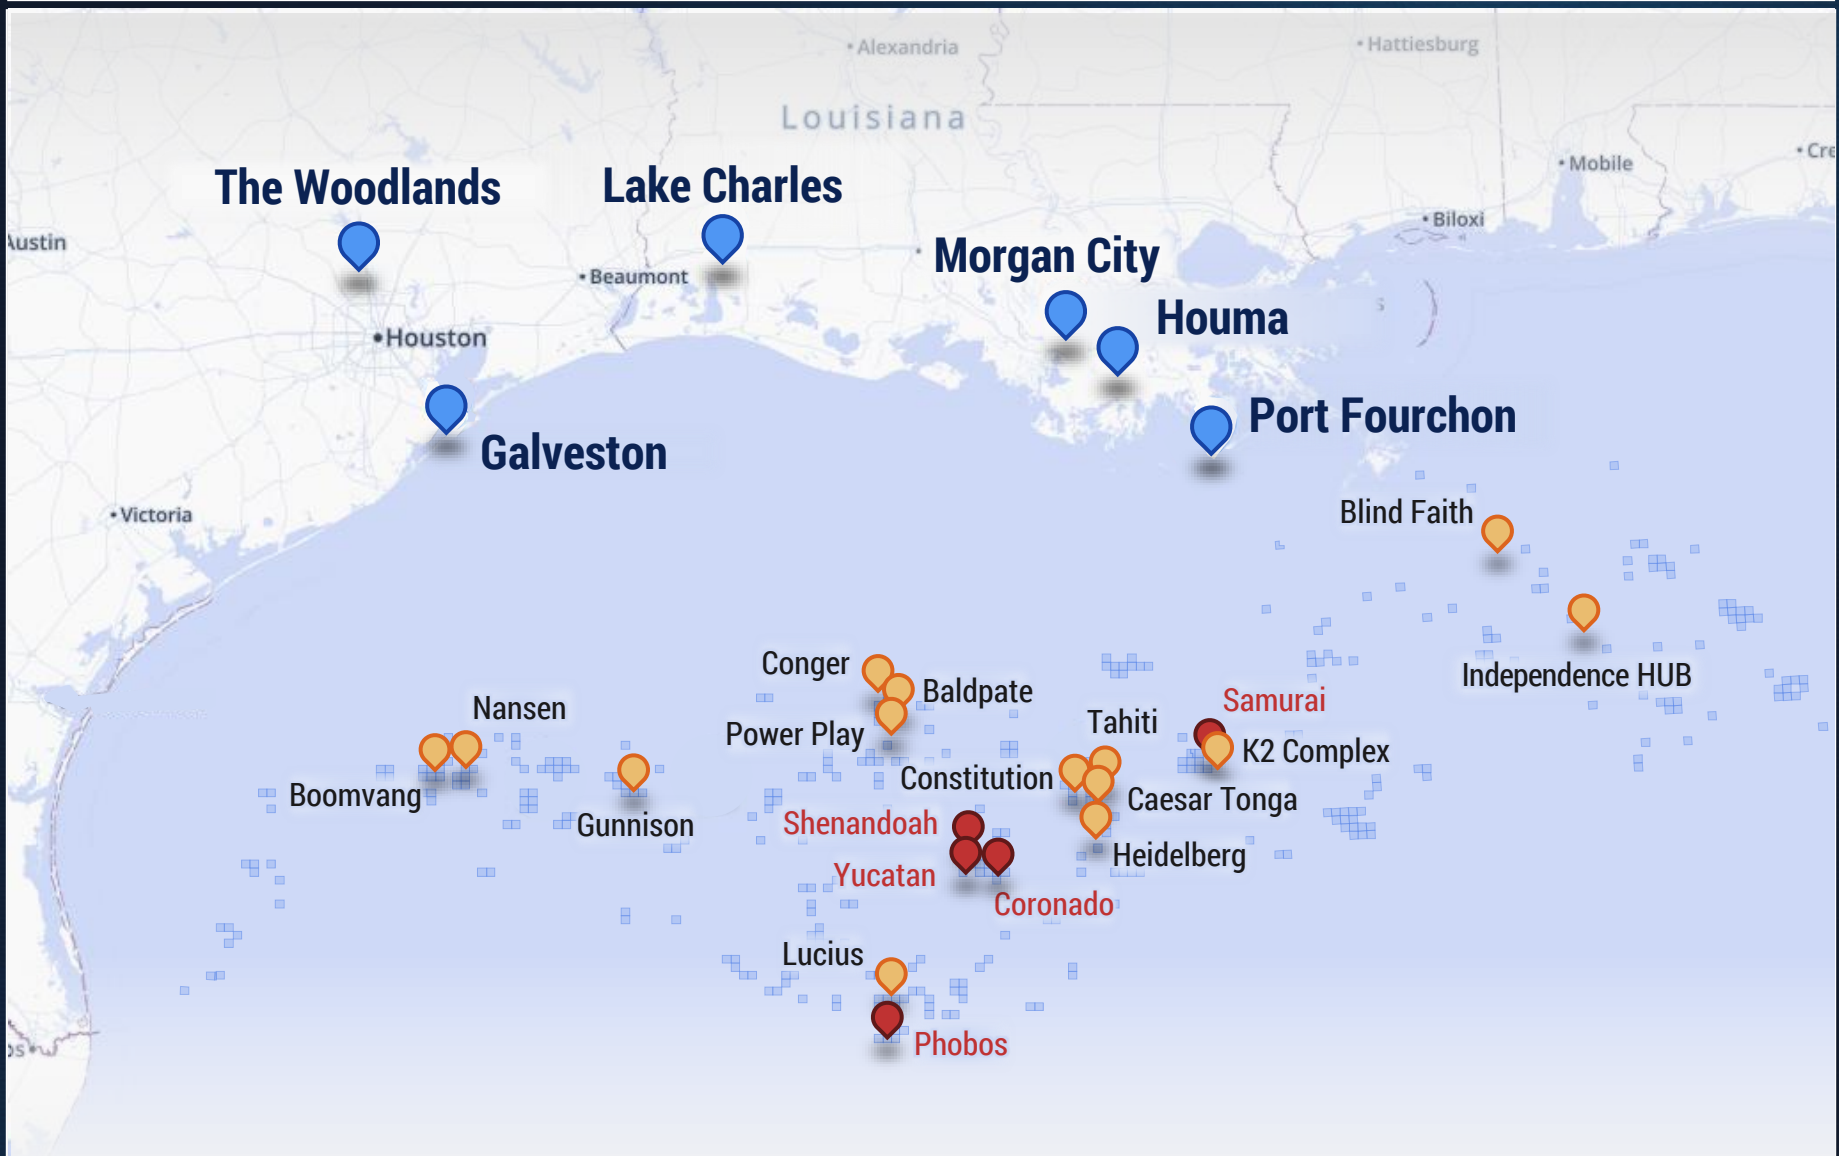 Alexandria
Hattiesburg
Louisiana
Mobile
The Woodlands
Lake Charles
Biloxi
Austin
Morgan City
Beaumont
Houma
Houston
Port Fourchon
Galveston
Victoria
Blind Faith
Conger
Independence HUB
Baldpate
Samurai
Nansen
Tahiti
Power Play
K2 Complex
Constitution
Boomvang
Caesar Tonga
Shenandoah
Gunnison
Heidelberg
Yucatan
Coronado
Lucius
Phobos